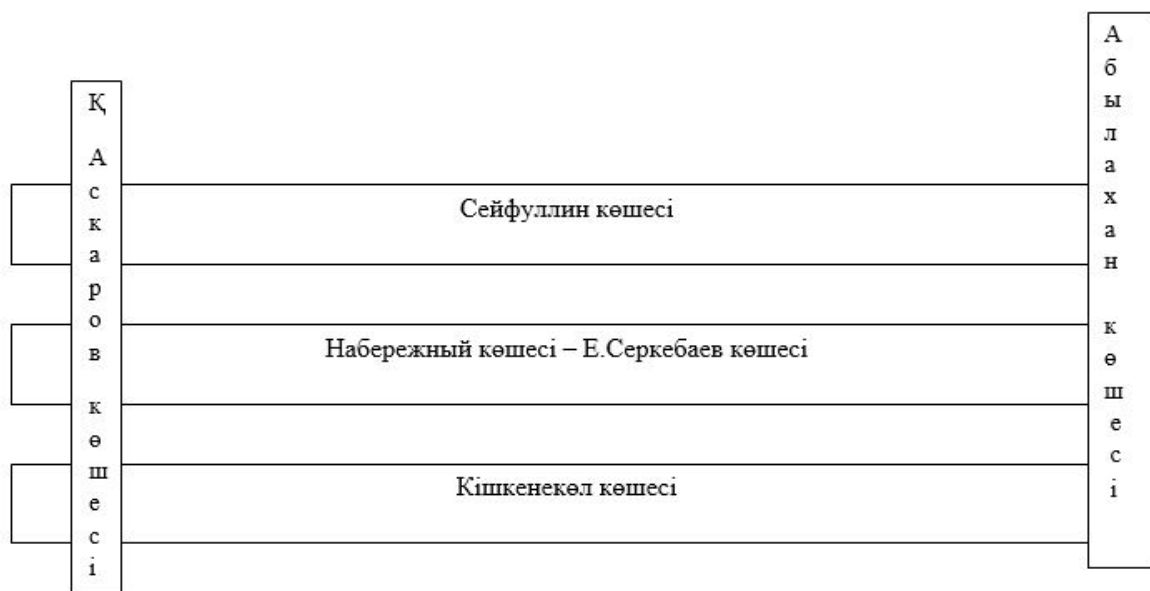 Қ Аскаров көшесі
Абылахан көшесі
Сейфуллин көшесі
Набережный көшесі – Е.Серкебаев көшесі
Кішкенекөл көшесі